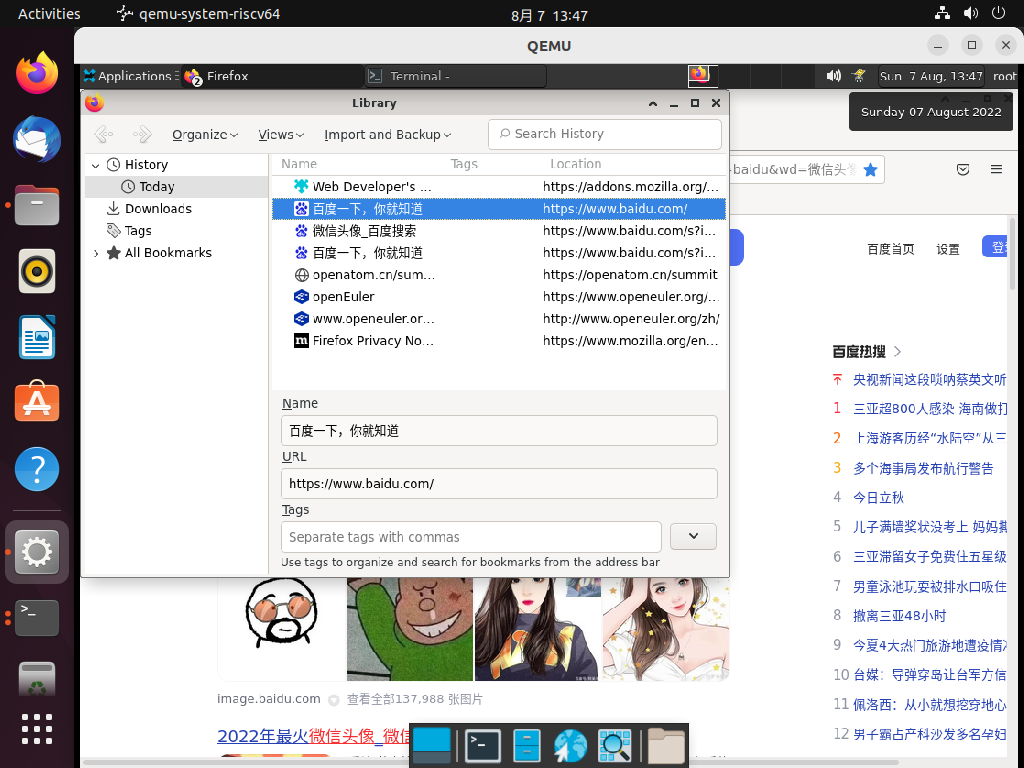 Activities
qemu-system-riscv64
8月 7 13:47
QEMU
Applications
2
Firefox
Terminal -
Sun 7 Aug, 13:47
root
Library
Sunday 07 August 2022
Organize
Views
Import and Backup
Search History
baidu&wd=微信头
History
Today
Downloads
Tags
All Bookmarks
Name
Tags
Location
Web Developer's ...
https://addons.mozilla.org/...
百度一下，你就知道
https://www.baidu.com/
微信头像_百度搜索
https://www.baidu.com/s?i...
百度一下，你就知道
https://www.baidu.com/s?i...
openatom.cn/sum...
https://openatom.cn/summit
openEuler
https://www.openeuler.org/...
www.openeuler.or...
http://www.openeuler.org/zh/
m
Firefox Privacy No...
https://www.mozilla.org/en...
Name
百度一下，你就知道
URL
https://www.baidu.com/
Tags
Separate tags with commas
Use tags to organize and search for bookmarks from the address bar
百度首页
设置
百度热搜
央视新闻这段唢呐蔡英文听
1 三亚超800人感染 海南做打
2 上海游客历经“水陆空”从三
3 多个海事局发布航行警告
4 今日立秋
5 儿子满墙奖状没考上 妈妈撕
6 三亚滞留女子免费住五星级
7 男童泳池玩耍被排水口吸住
8 撤离三亚48小时
9 今夏4大热门旅游地遭疫情
10 台媒：导弹穿岛让台军方信
11 佩洛西：从小就想挖穿地心
12 男子霸占产科沙发多名孕妇
image.baidu.com
查看全部137,988 张图片
2022年最火微信头像_微信